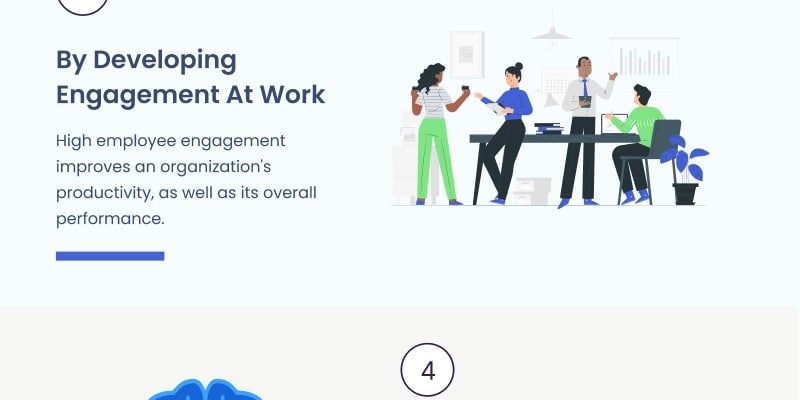 By Developing
Engagement At Work
High employee engagement
improves an organization's
productivity, as well as its overall
performance.
4